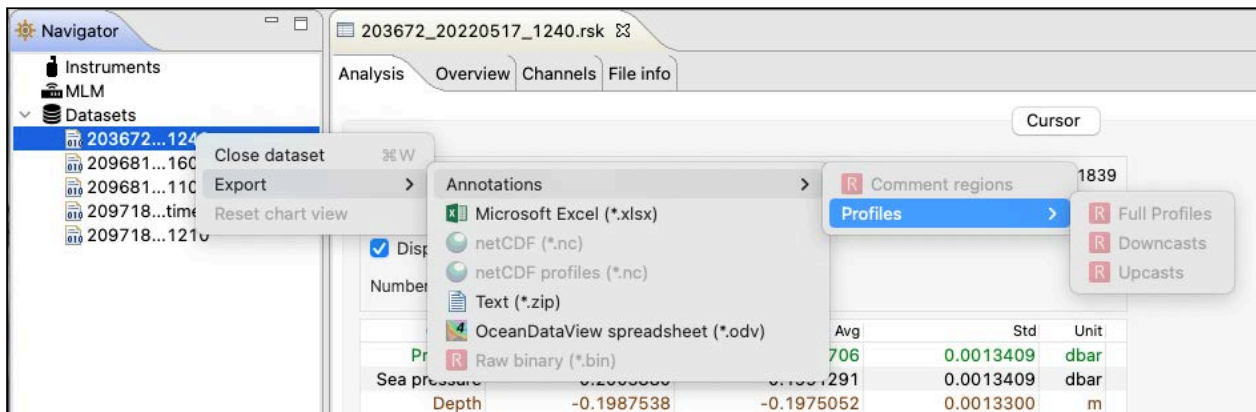 Navigator
Instruments
MLM
Datasets
203672...124
209681...160
209681...110
209718...time
209718...1210
203672_20220517_1240.rsk
Analysis Overview Channels File info
Cursor
1839
Close dataset ⌘W
Export
Reset chart view
Annotations
Microsoft Excel (*.xlsx)
netCDF (*.nc)
netCDF profiles (*.nc)
Text (*.zip)
OceanDataView spreadsheet (*.odv)
Raw binary (*.bin)
Comment regions
Profiles
Full Profiles
Downcasts
Upcasts
Disp
Number
Avg Std Unit
Pr 706 0.0013409 dbar
Sea pressure 0.0013409 dbar
Depth -0.1987538 -0.1975052 0.0013300 m